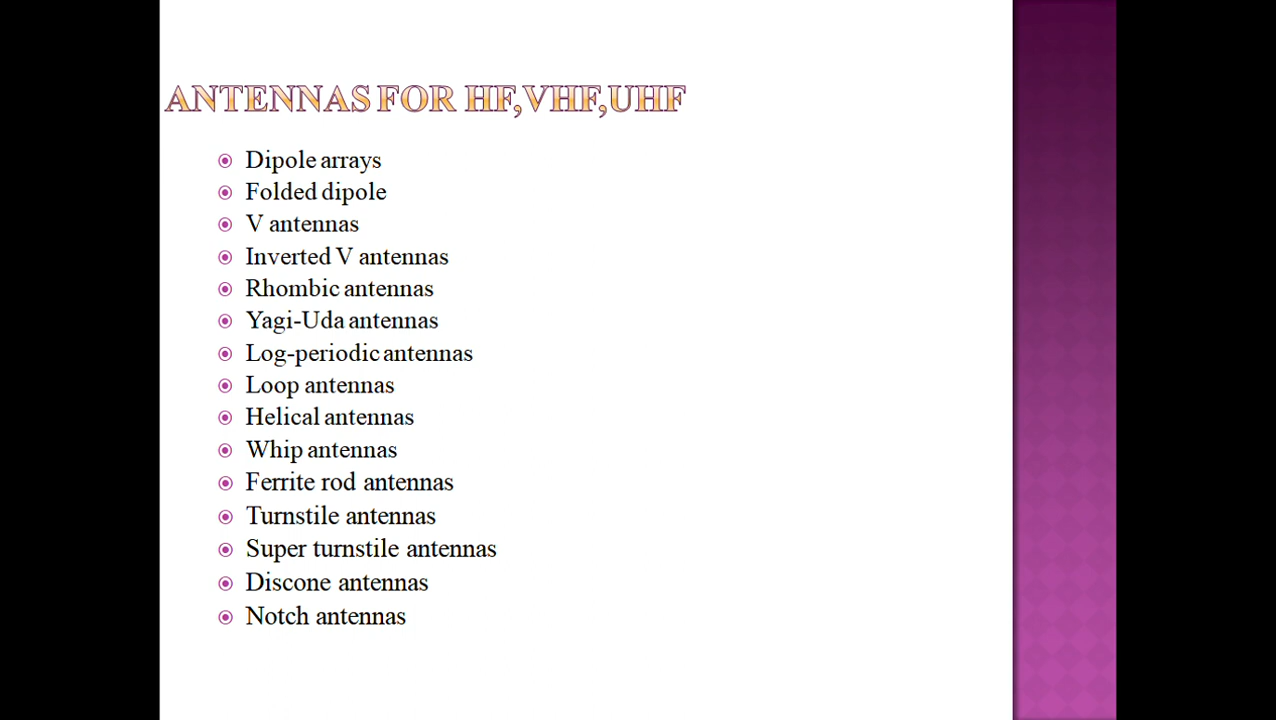 ANTENNAS FOR HF,VHF,UHF
Dipole arrays
Folded dipole
V antennas
Inverted V antennas
Rhombic antennas
Yagi-Uda antennas
Log-periodic antennas
Loop antennas
Helical antennas
Whip antennas
Ferrite rod antennas
Turnstile antennas
Super turnstile antennas
Discone antennas
Notch antennas